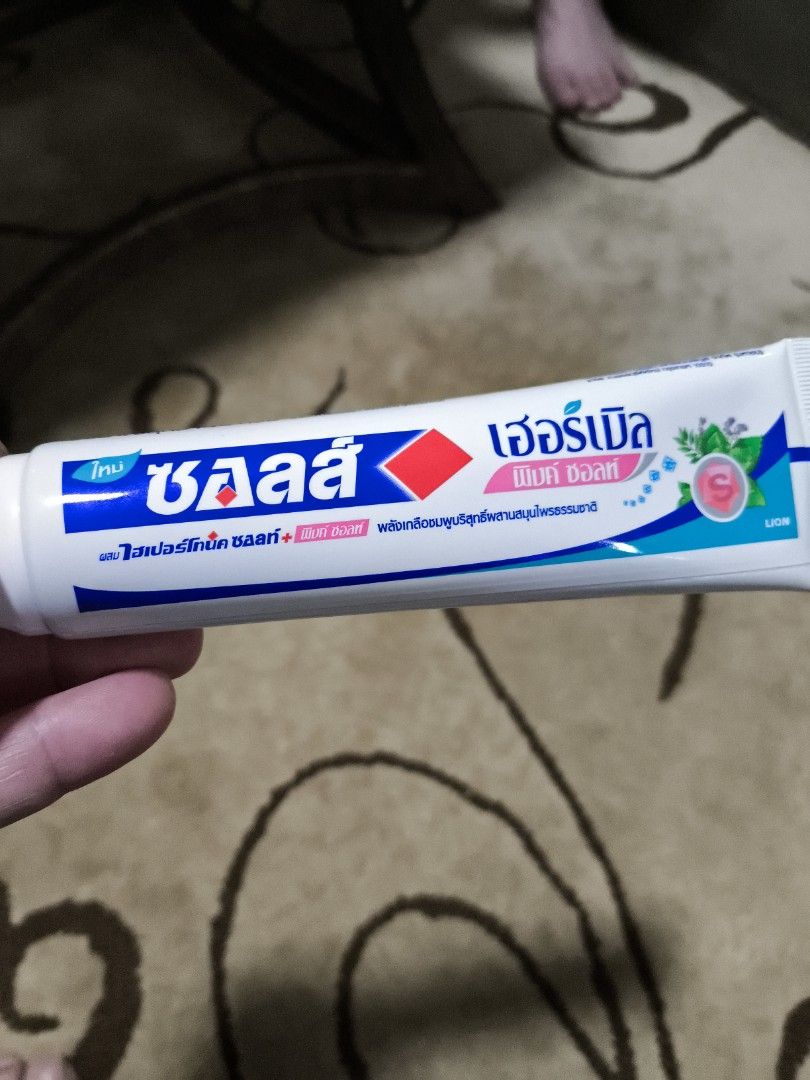 ใหม่
ซอลส์
เฮอร์เบิล
พิงค์ ซอลท์
ผสม ไฮเปอร์โทนิค ซอลท์ + พิงค์ ซอลท์
พลังเกลือชมพูบริสุทธิ์ผสานสมุนไพรธรรมชาติ
S
LION